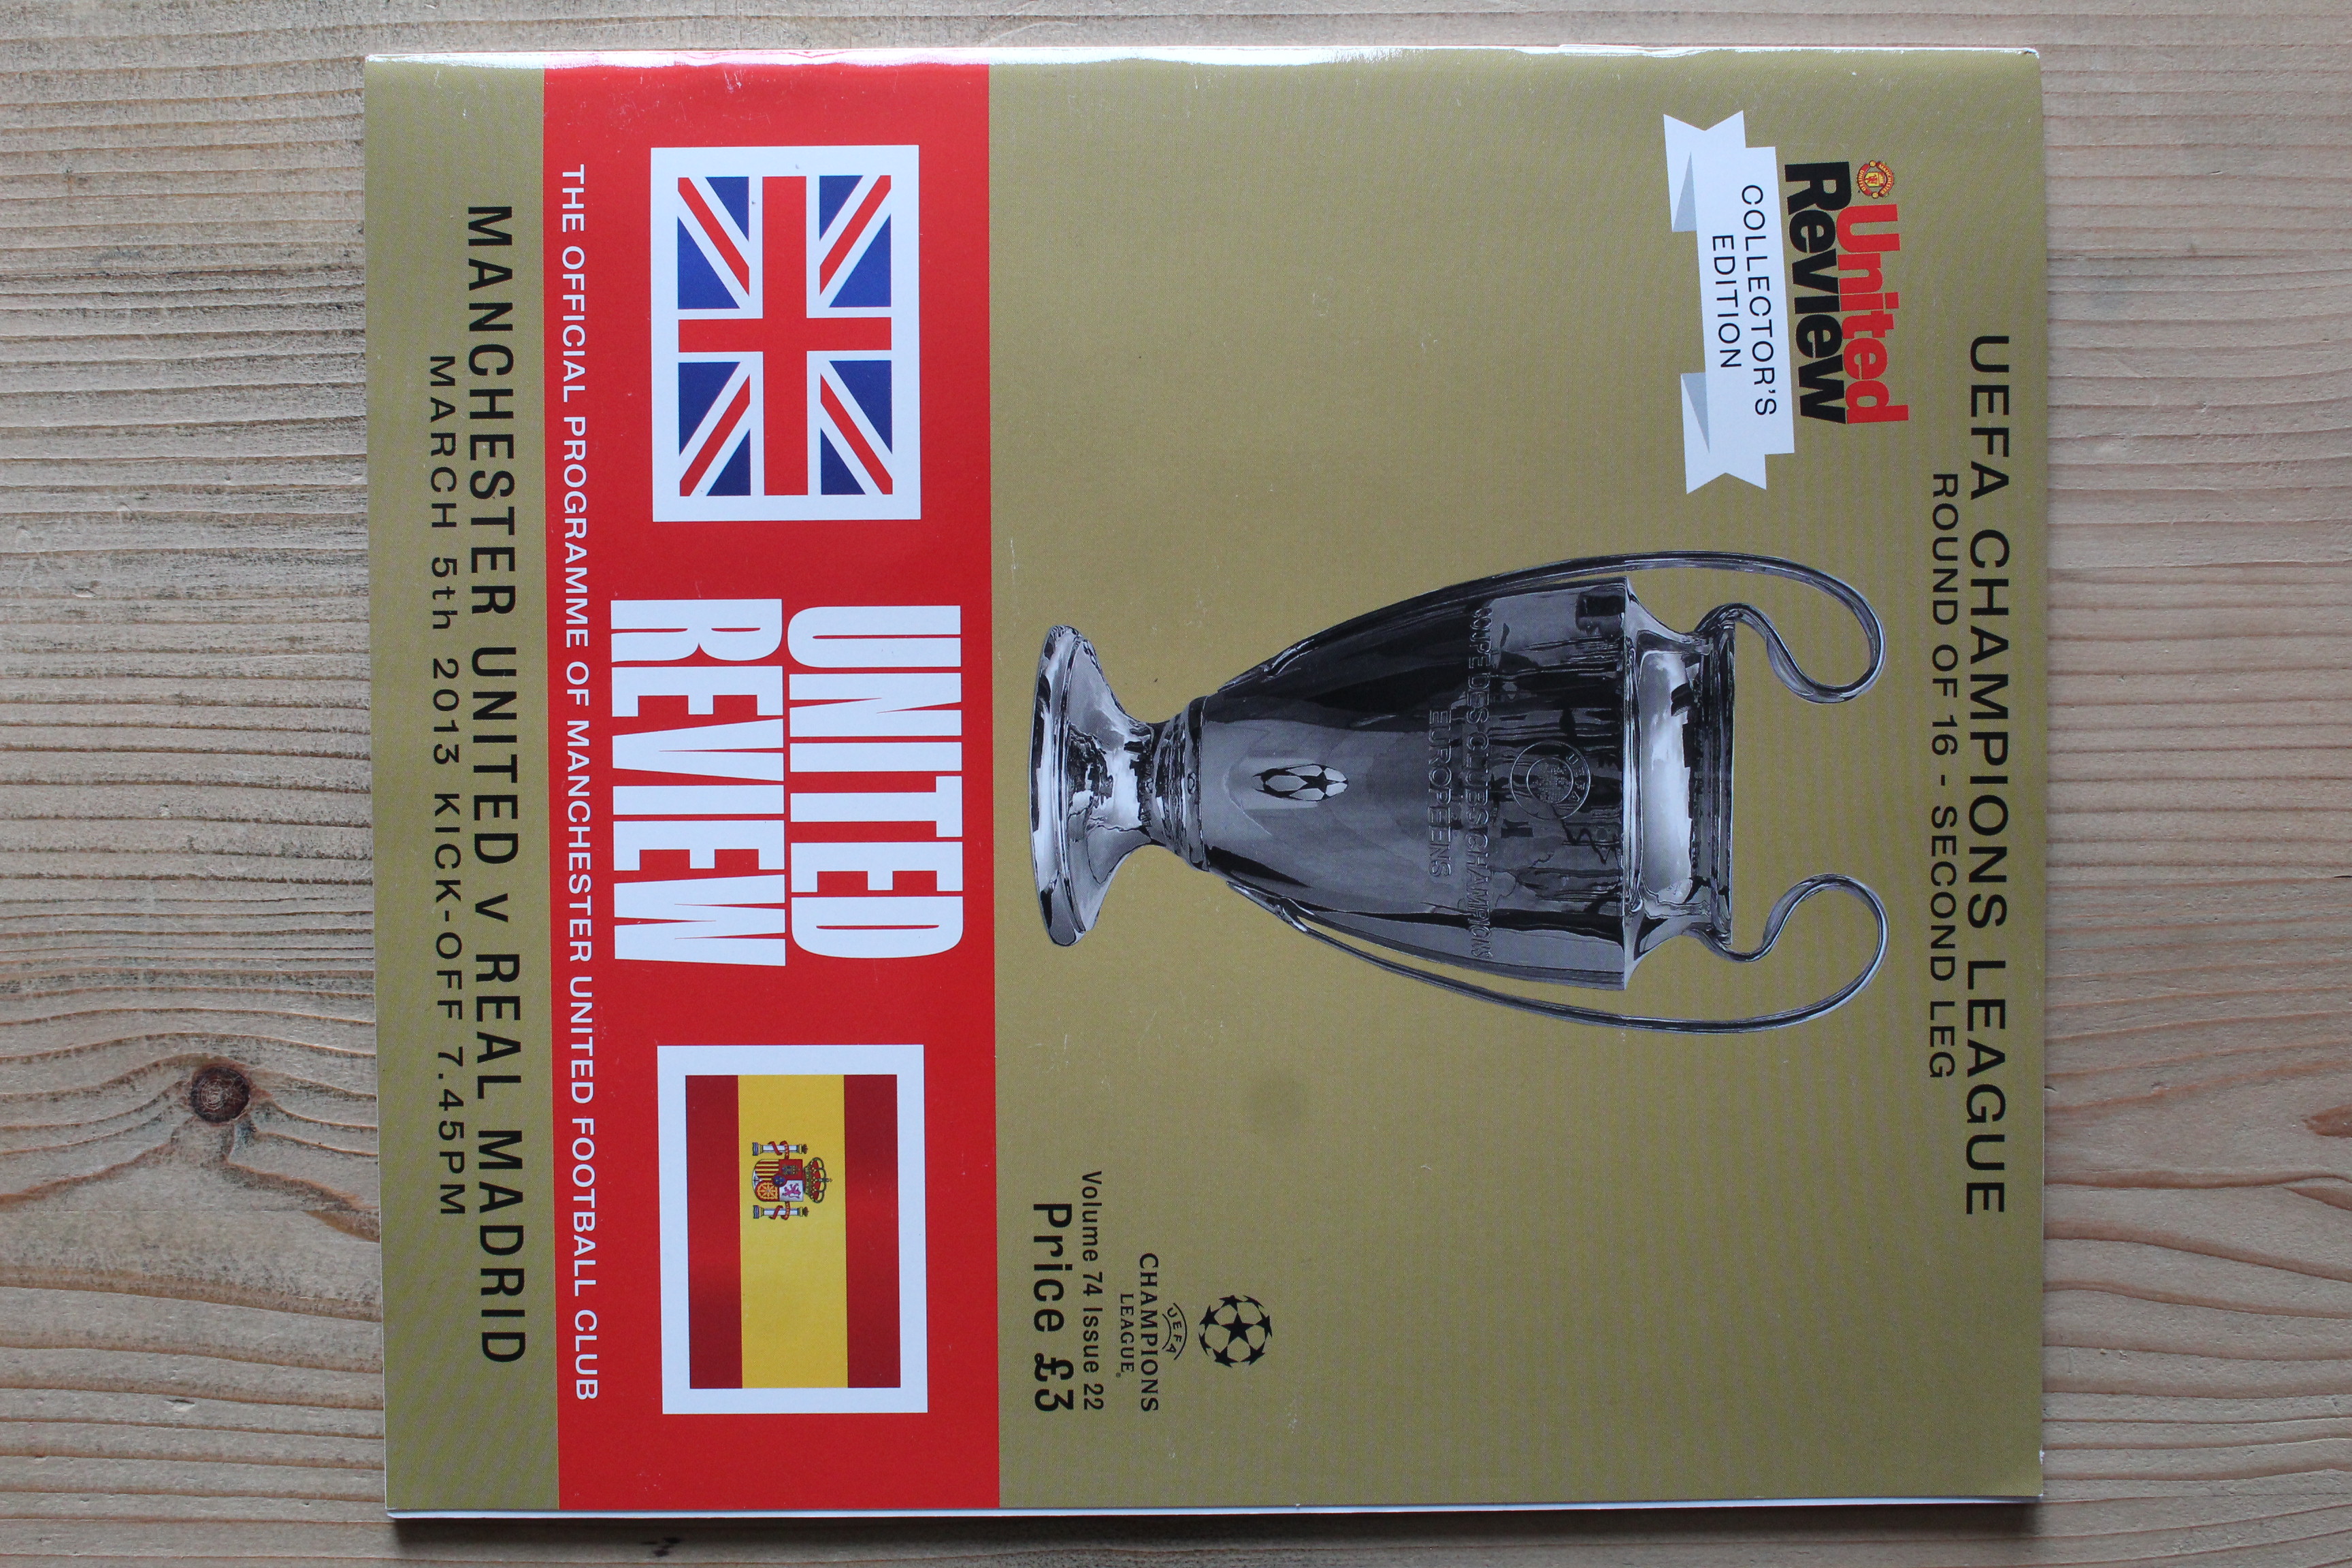 UEFA CHAMPIONS LEAGUE
ROUND OF 16 - SECOND LEG
United
Review
COLLECTOR'S
EDITION
UEFA
COUPE DES CLUBS CHAMPIONS
EUROPÉENS
UEFA
CHAMPIONS
LEAGUE®
Volume 74 Issue 22
Price £3
UNITED
REVIEW
THE OFFICIAL PROGRAMME OF MANCHESTER UNITED FOOTBALL CLUB
MANCHESTER UNITED v REAL MADRID
MARCH 5th 2013 KICK-OFF 7.45PM